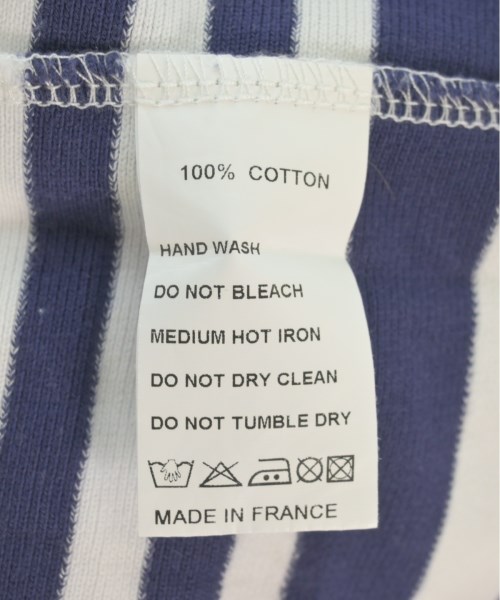 100% COTTON
HAND WASH
DO NOT BLEACH
MEDIUM HOT IRON
DO NOT DRY CLEAN
DO NOT TUMBLE DRY
MADE IN FRANCE